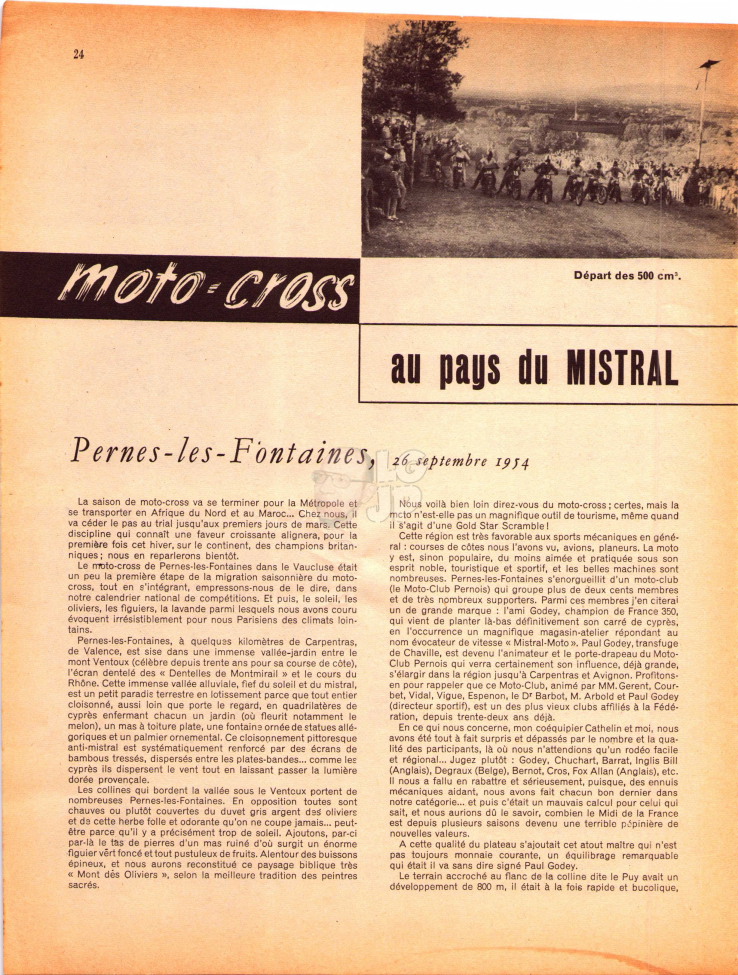 24
Départ des 500 cm³.
moto-cross
au pays du MISTRAL
Pernes-les-Fontaines, 26 septembre 1954
La saison de moto-cross va se terminer pour la Métropole et
se transporter en Afrique du Nord et au Maroc... Chez nous, il
va céder le pas au trial jusqu'aux premiers jours de mars. Cette
discipline qui connaît une faveur croissante alignera, pour la
première fois cet hiver, sur le continent, des champions britan-
niques ; nous en reparlerons bientôt.
Le moto-cross de Pernes-les-Fontaines dans le Vaucluse était
un peu la première étape de la migration saisonnière du moto-
cross, tout en s'intégrant, empressons-nous de le dire, dans
notre calendrier national de compétitions. Et puis, le soleil, les
oliviers, les figuiers, la lavande parmi lesquels nous avons couru
évoquent irrésistiblement pour nous Parisiens des climats loin-
tains.
Pernes-les-Fontaines, à quelques kilomètres de Carpentras,
de Valence, est sise dans une immense vallée-jardin entre le
mont Ventoux (célèbre depuis trente ans pour sa course de côte),
l'écran dentelé des « Dentelles de Montmirail » et le cours du
Rhône. Cette immense vallée alluviale, fief du soleil et du mistral,
est un petit paradis terrestre en lotissement parce que tout entier
cloisonné, aussi loin que porte le regard, en quadrilatères de
cyprès enfermant chacun un jardin (où fleurit notamment le
melon), un mas à toiture plate, une fontaine ornée de statues allé-
goriques et un palmier ornemental. Ce cloisonnement pittoresque
anti-mistral est systématiquement renforcé par des écrans de
bambous tressés, dispersés entre les plates-bandes... comme les
cyprès ils dispersent le vent tout en laissant passer la lumière
dorée provençale.
Les collines qui bordent la vallée sous le Ventoux portent de
nombreuses Pernes-les-Fontaines. En opposition toutes sont
chauves ou plutôt couvertes du duvet gris argent des oliviers
et de cette herbe folle et odorante qu'on ne coupe jamais... peut-
être parce qu'il y a précisément trop de soleil. Ajoutons, par-ci
par-là le tas de pierres d'un mas ruiné d'où surgit un énorme
figuier vert foncé et tout pustuleux de fruits. Alentour des buissons
épineux, et nous aurons reconstitué ce paysage biblique très
« Mont des Oliviers », selon la meilleure tradition des peintres
sacrés.
Nous voilà bien loin direz-vous du moto-cross ; certes, mais la
moto n'est-elle pas un magnifique outil de tourisme, même quand
il s'agit d'une Gold Star Scramble !
Cette région est très favorable aux sports mécaniques en géné-
ral : courses de côtes nous l'avons vu, avions, planeurs. La moto
y est, sinon populaire, du moins aimée et pratiquée sous son
esprit noble, touristique et sportif, et les belles machines sont
nombreuses. Pernes-les-Fontaines s'enorgueillit d'un moto-club
(le Moto-Club Pernois) qui groupe plus de deux cents membres
et de très nombreux supporters. Parmi ces membres j'en citerai
un de grande marque : l'ami Godey, champion de France 350,
qui vient de planter là-bas définitivement son carré de cyprès,
en l'occurrence un magnifique magasin-atelier répondant au
nom évocateur de vitesse « Mistral-Moto ». Paul Godey, transfuge
de Chaville, est devenu l'animateur et le porte-drapeau du Moto-
Club Pernois qui verra certainement son influence, déjà grande,
s'élargir dans la région jusqu'à Carpentras et Avignon. Profitons-
en pour rappeler que ce Moto-Club, animé par MM. Gerent, Cour-
bet, Vidal, Vigue, Espenon, le Dr Barbot, M. Arbold et Paul Godey
(directeur sportif), est un des plus vieux clubs affiliés à la Fédé-
ration, depuis trente-deux ans déjà.
En ce qui nous concerne, mon coéquipier Cathelin et moi, nous
avons été tout à fait surpris et dépassés par le nombre et la qua-
lité des participants, là où nous n'attendions qu'un rodéo facile
et régional... Jugez plutôt : Godey, Chuchart, Barrat, Inglis Bill
(Anglais), Degraux (Belge), Bernot, Cros, Fox Allan (Anglais), etc.
Il nous a fallu en rabattre et sérieusement, puisque, des ennuis
mécaniques aidant, nous avons fait chacun bon dernier dans
notre catégorie... et puis c'était un mauvais calcul pour celui qui
sait, et nous aurions dû le savoir, combien le Midi de la France
est depuis plusieurs saisons devenu une terrible pépinière de
nouvelles valeurs.
A cette qualité du plateau s'ajoutait cet atout maître qui n'est
pas toujours monnaie courante, un équilibrage remarquable
qui était il va sans dire signé Paul Godey.
Le terrain accroché au flanc de la colline dite le Puy avait un
développement de 800 m, il était à la fois rapide et bucolique,